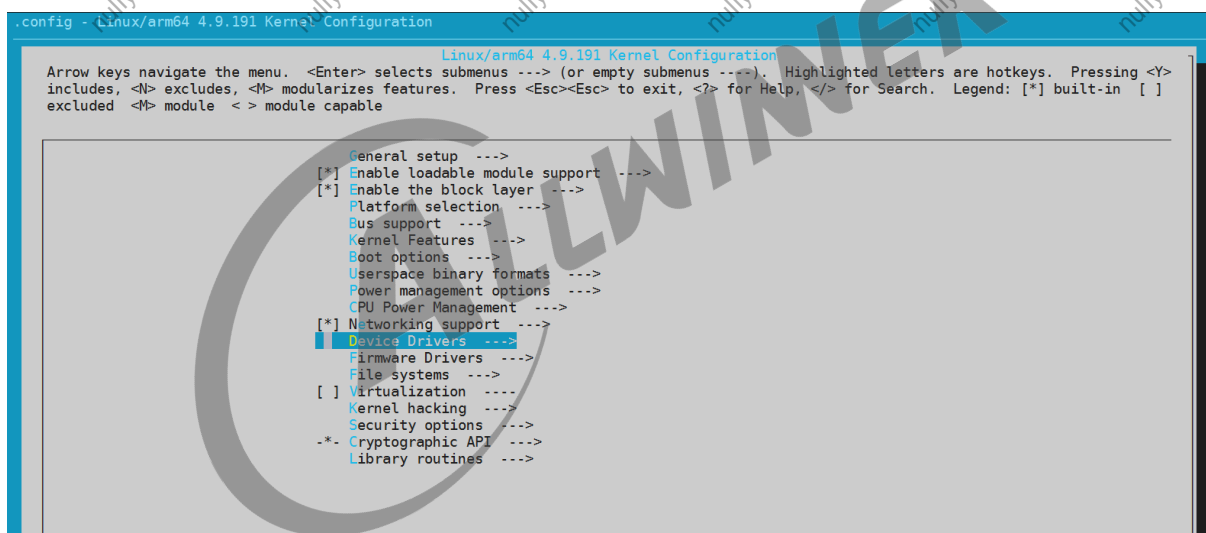 .config - Linux/arm64 4.9.191 Kernel Configuration
Linux/arm64 4.9.191 Kernel Configuration
Arrow keys navigate the menu.  <Enter> selects submenus ---> (or empty submenus ----).  Highlighted letters are hotkeys.  Pressing <Y>
includes, <N> excludes, <M> modularizes features.  Press <Esc><Esc> to exit, <?> for Help, </> for Search.  Legend: [*] built-in  [ ]
excluded  <M> module  < > module capable
General setup  --->
[*] Enable loadable module support  --->
[*] Enable the block layer  --->
Platform selection  --->
Bus support  --->
Kernel Features  --->
Boot options  --->
Userspace binary formats  --->
Power management options  --->
CPU Power Management  --->
[*] Networking support  --->
Device Drivers  --->
Firmware Drivers  --->
File systems  --->
[ ] Virtualization  ----
Kernel hacking  --->
Security options  --->
-*- Cryptographic API  --->
Library routines  --->
ALLWINNER